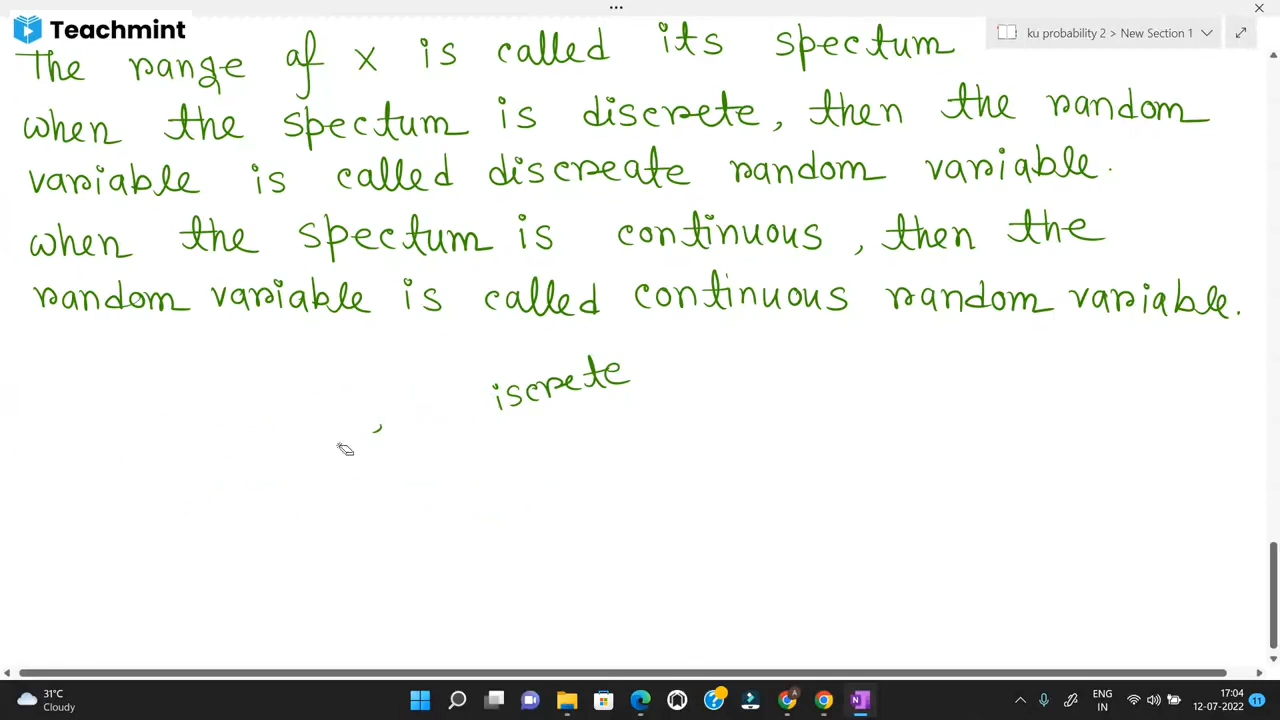 Teachmint
ku probability 2 > New Section 1
The range of X is called its spectum
when the spectum is discrete, then the random
variable is called discreate random variable.
when the spectum is continuous, then the
random variable is called continuous random variable.
iscrete
,
31°C
Cloudy
ENG
IN
17:04
12-07-2022
11